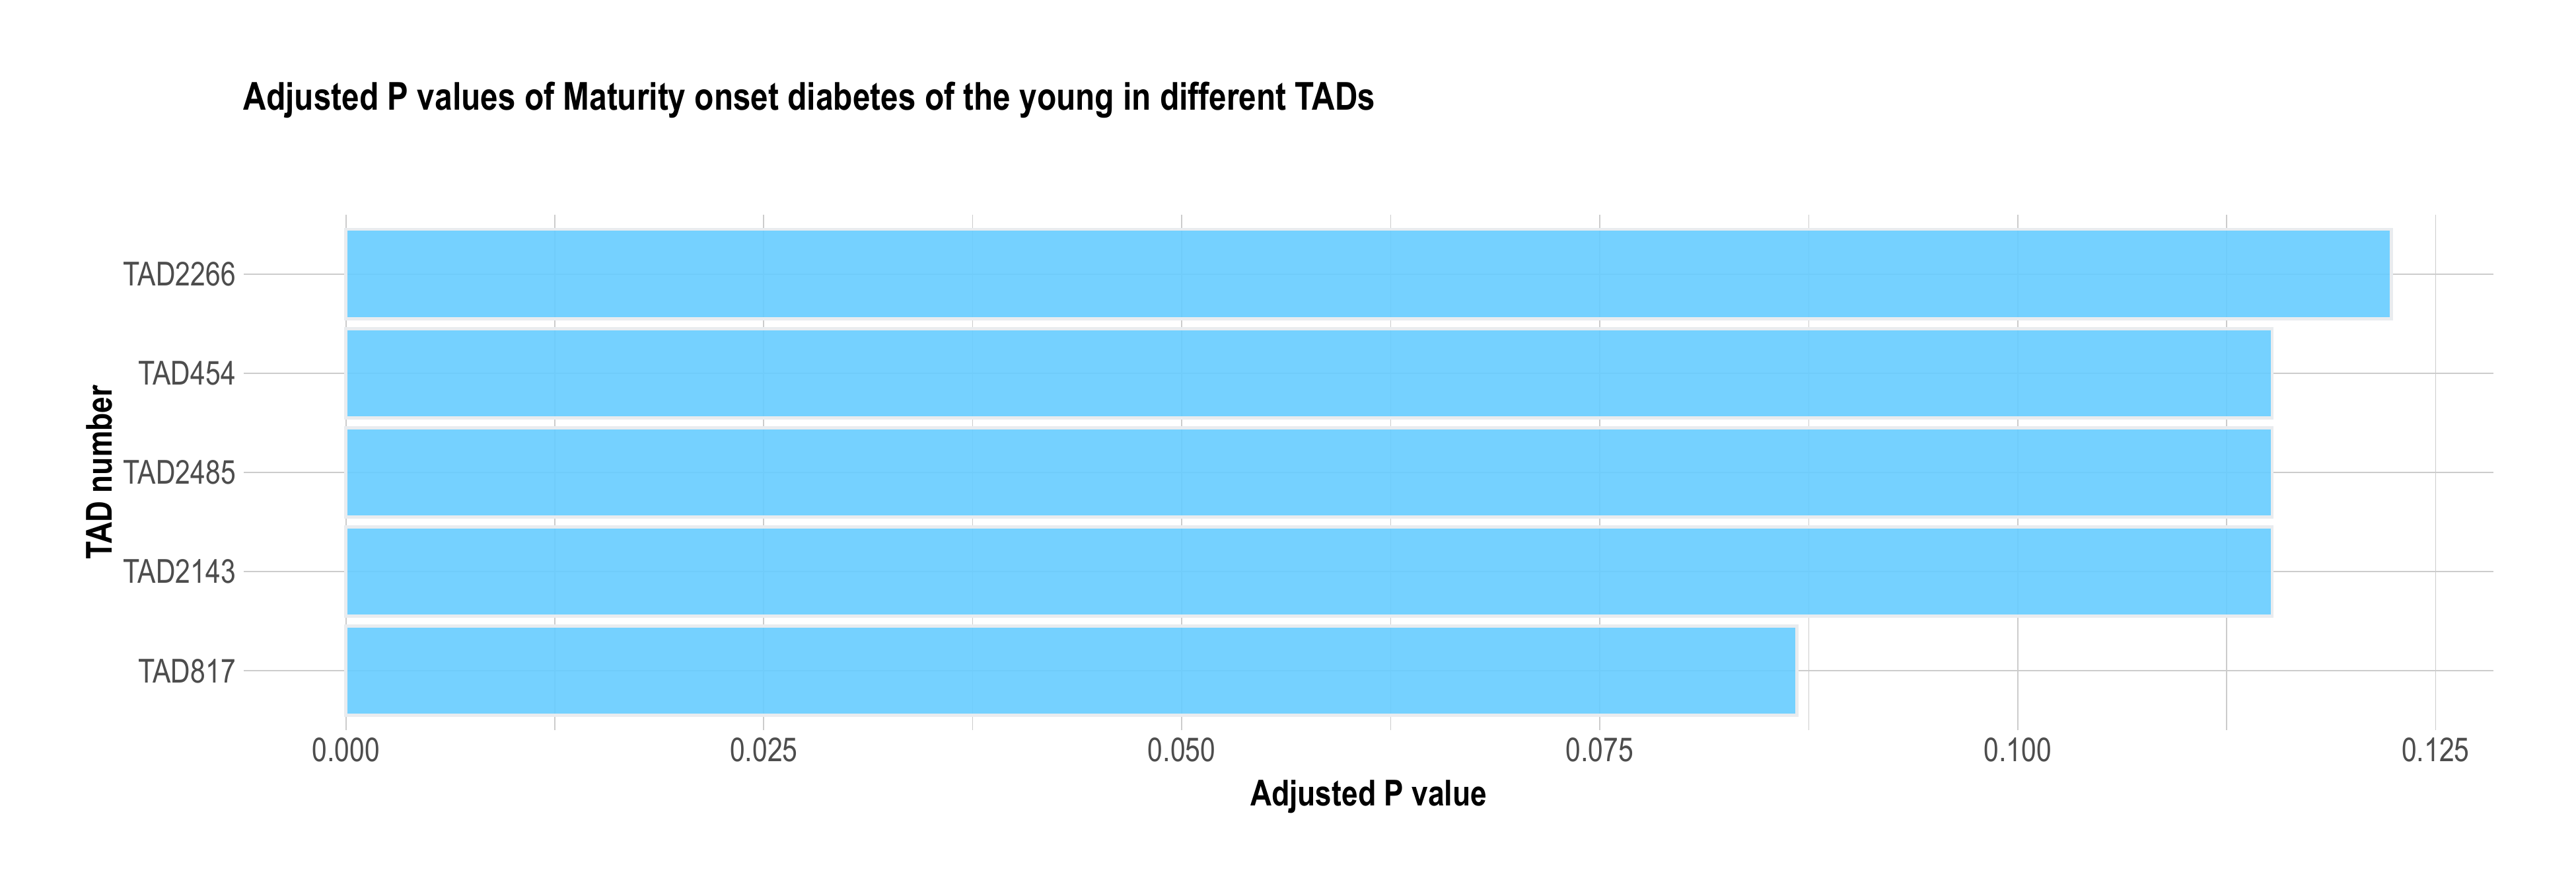 Adjusted P values of Maturity onset diabetes of the young in different TADs
TAD number
TAD2266
TAD454
TAD2485
TAD2143
TAD817
0.000 0.025 0.050 0.075 0.100 0.125
Adjusted P value